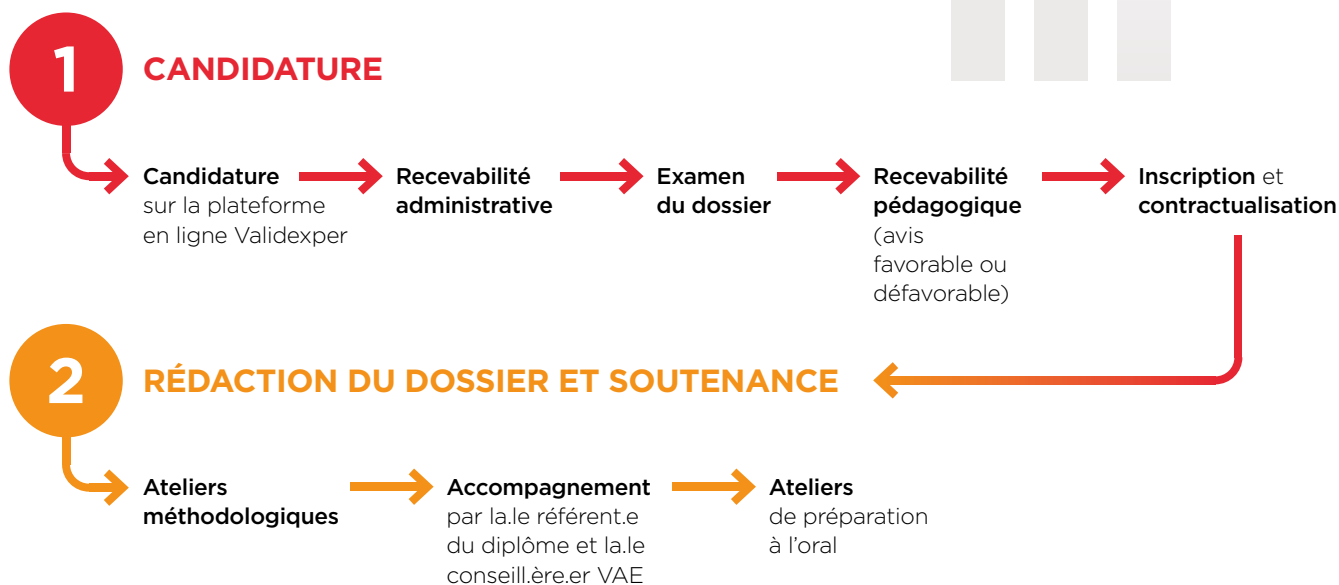 1
CANDIDATURE
Candidature
sur la plateforme
en ligne Validexper
Recevabilité
administrative
Examen
du dossier
Recevabilité
pédagogique
(avis
favorable ou
défavorable)
Inscription et
contractualisation
2
RÉDACTION DU DOSSIER ET SOUTENANCE
Ateliers
méthodologiques
Accompagnement
par la.le référent.e
du diplôme et la.le
conseill.ère.er VAE
Ateliers
de préparation
à l’oral